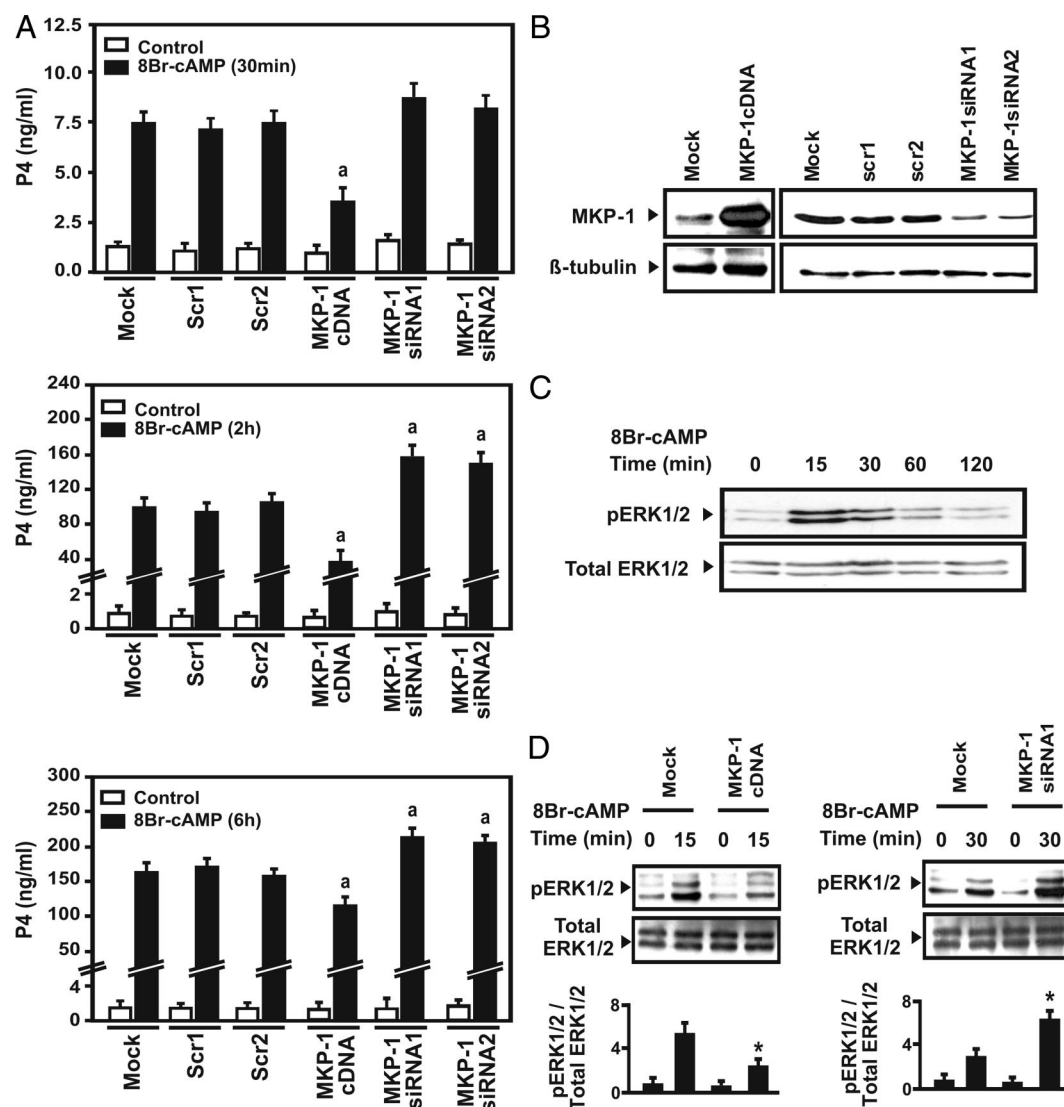 A
12.5
10.0
7.5
5.0
2.5
0.0
P4 (ng/ml)
Control
8Br-cAMP (30min)
a
Mock
Scr1
Scr2
MKP-1
cDNA
MKP-1
siRNA1
MKP-1
siRNA2
240
200
160
120
80
40
2
0
P4 (ng/ml)
Control
8Br-cAMP (2h)
a
a
a
Mock
Scr1
Scr2
MKP-1
cDNA
MKP-1
siRNA1
MKP-1
siRNA2
300
250
200
150
100
50
4
2
0
P4 (ng/ml)
Control
8Br-cAMP (6h)
a
a
a
Mock
Scr1
Scr2
MKP-1
cDNA
MKP-1
siRNA1
MKP-1
siRNA2
B
Mock
MKP-1cDNA
Mock
scr1
scr2
MKP-1siRNA1
MKP-1siRNA2
MKP-1
ß-tubulin
C
8Br-cAMP
Time (min) 0 15 30 60 120
pERK1/2
Total ERK1/2
D
Mock
MKP-1
cDNA
8Br-cAMP
Time (min) 0 15 0 15
pERK1/2
Total
ERK1/2
pERK1/2 /
Total ERK1/2
8
4
0
*
Mock
MKP-1
siRNA1
8Br-cAMP
Time (min) 0 30 0 30
pERK1/2
Total
ERK1/2
pERK1/2 /
Total ERK1/2
8
4
0
*